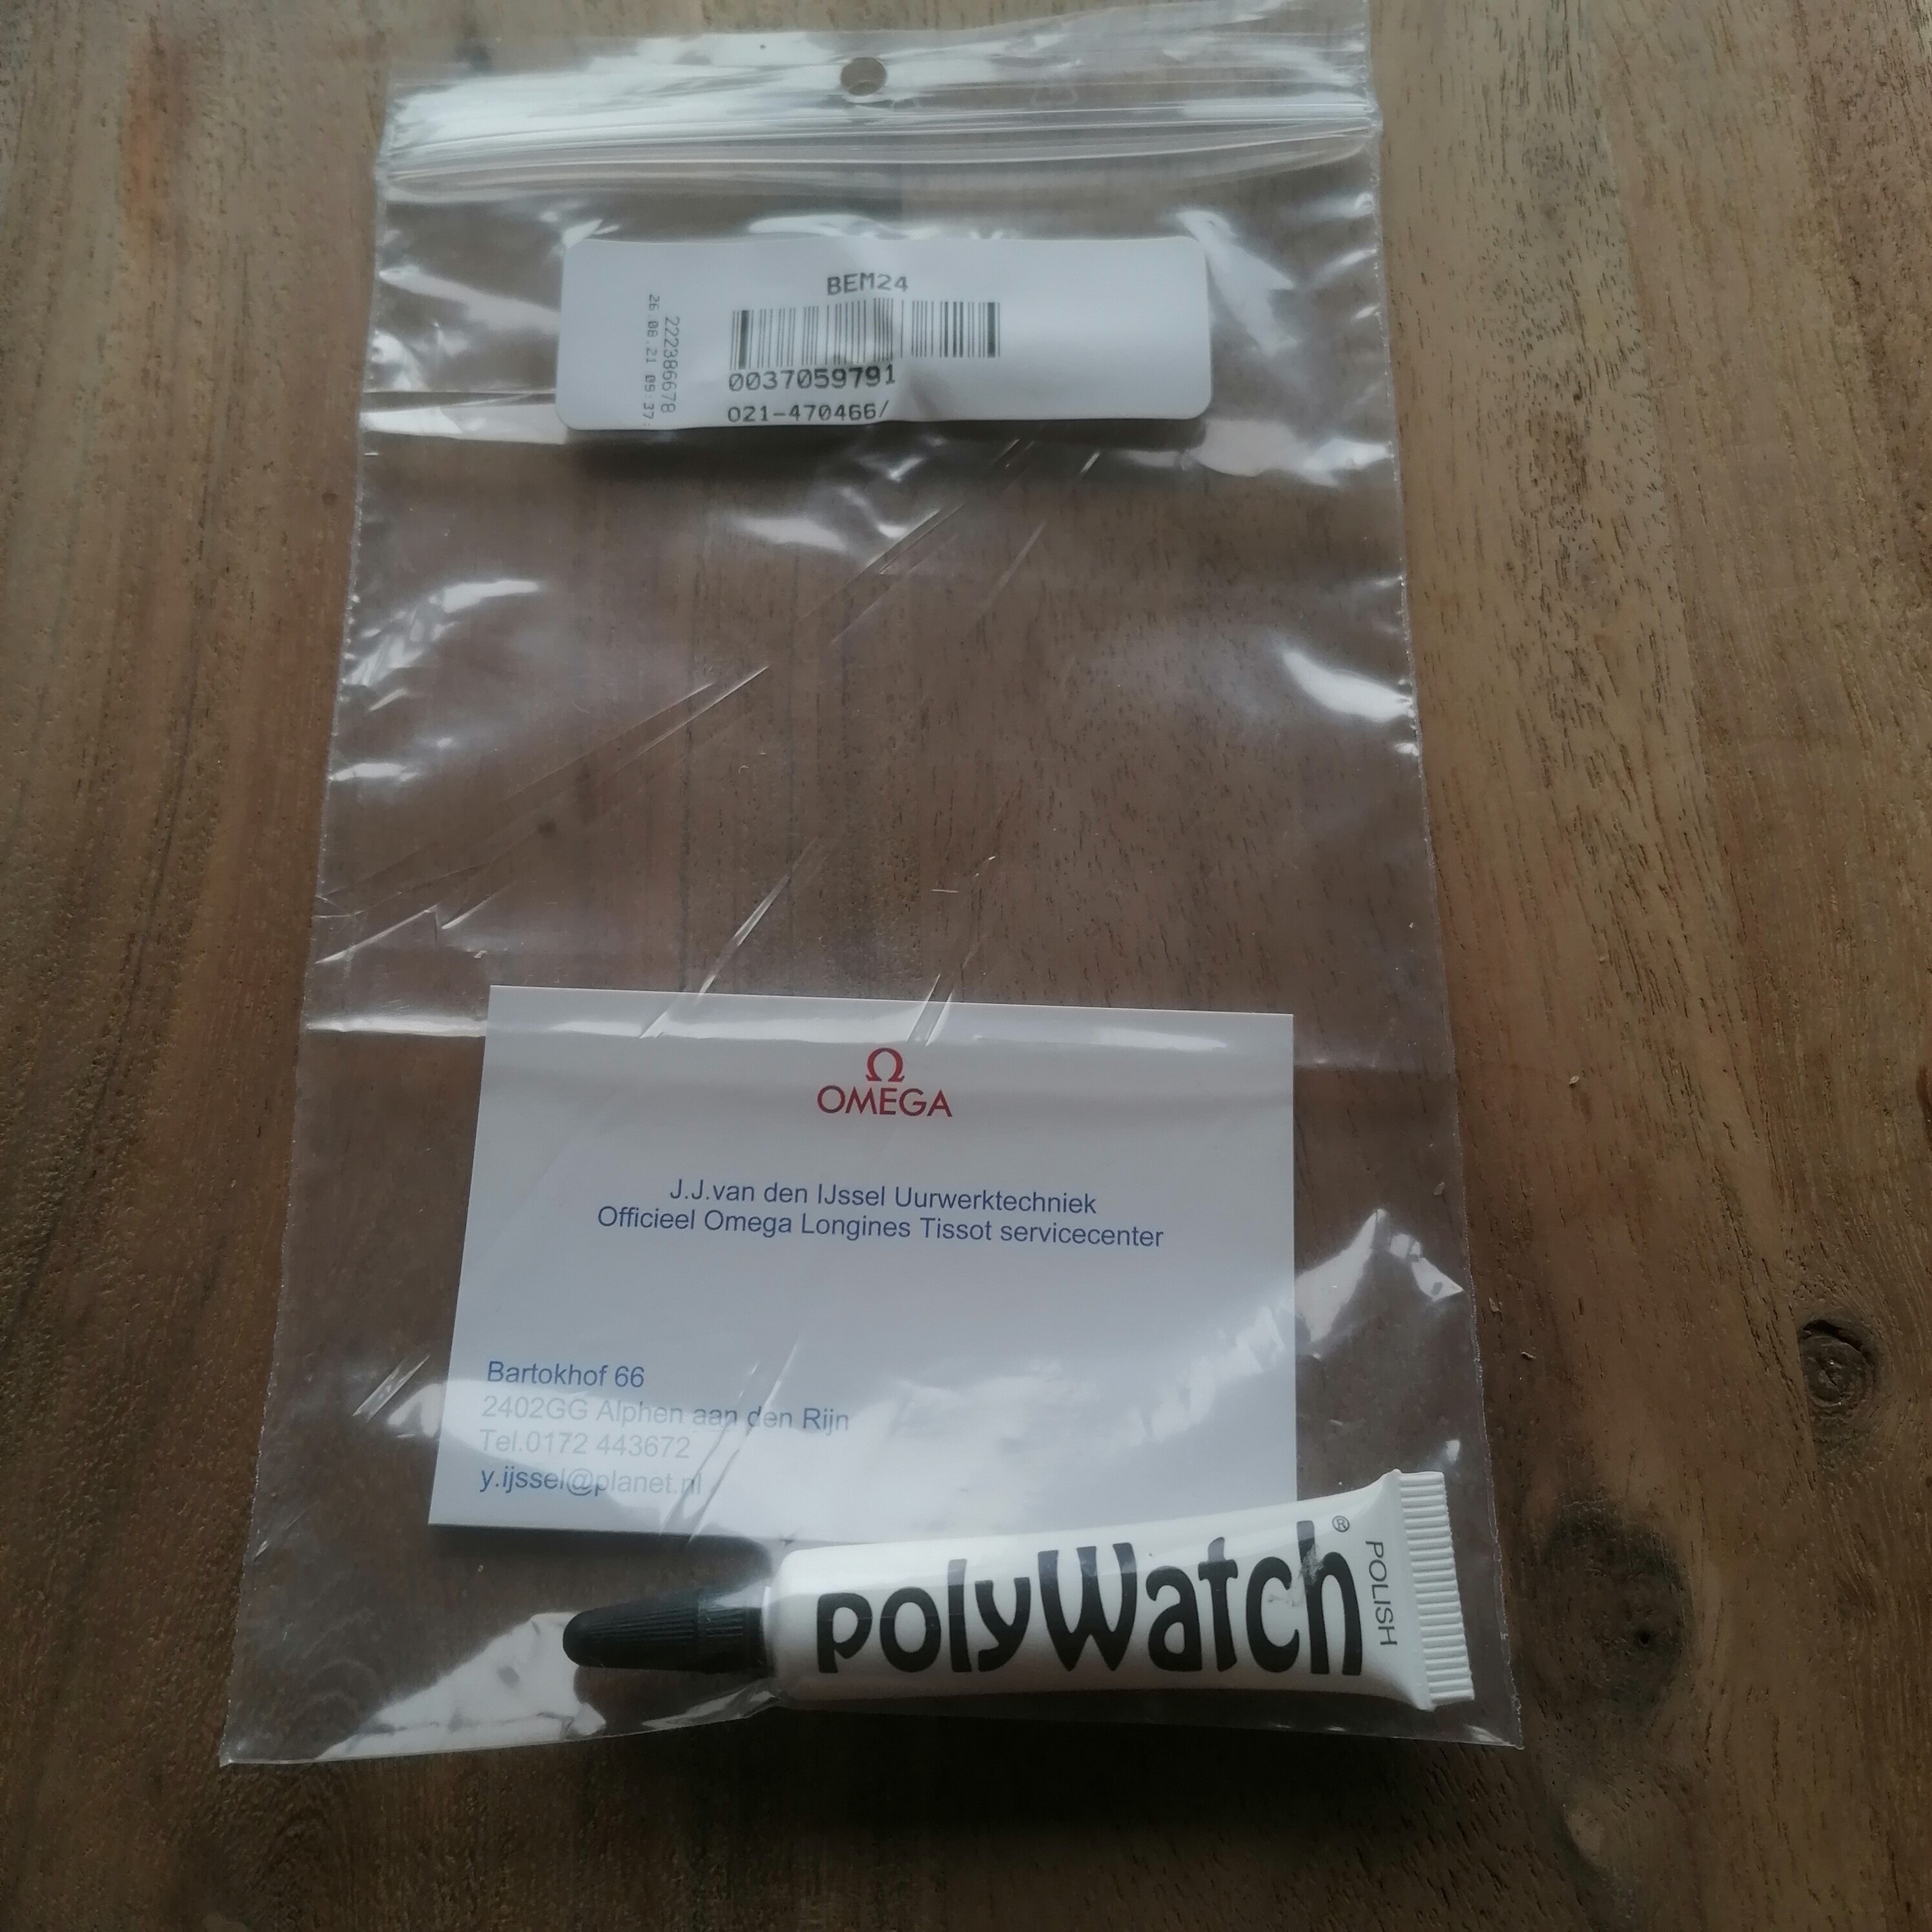 BEM24
26.08.21 09:37:
222386678
0037059791
021-470466/
Ω
OMEGA
J.J.van den IJssel Uurwerktechniek
Officieel Omega Longines Tissot servicecenter
Bartokhof 66
2402GG Alphen aan den Rijn
Tel.0172 443672
y.ijssel@planet.nl
polyWatch®
POLISH